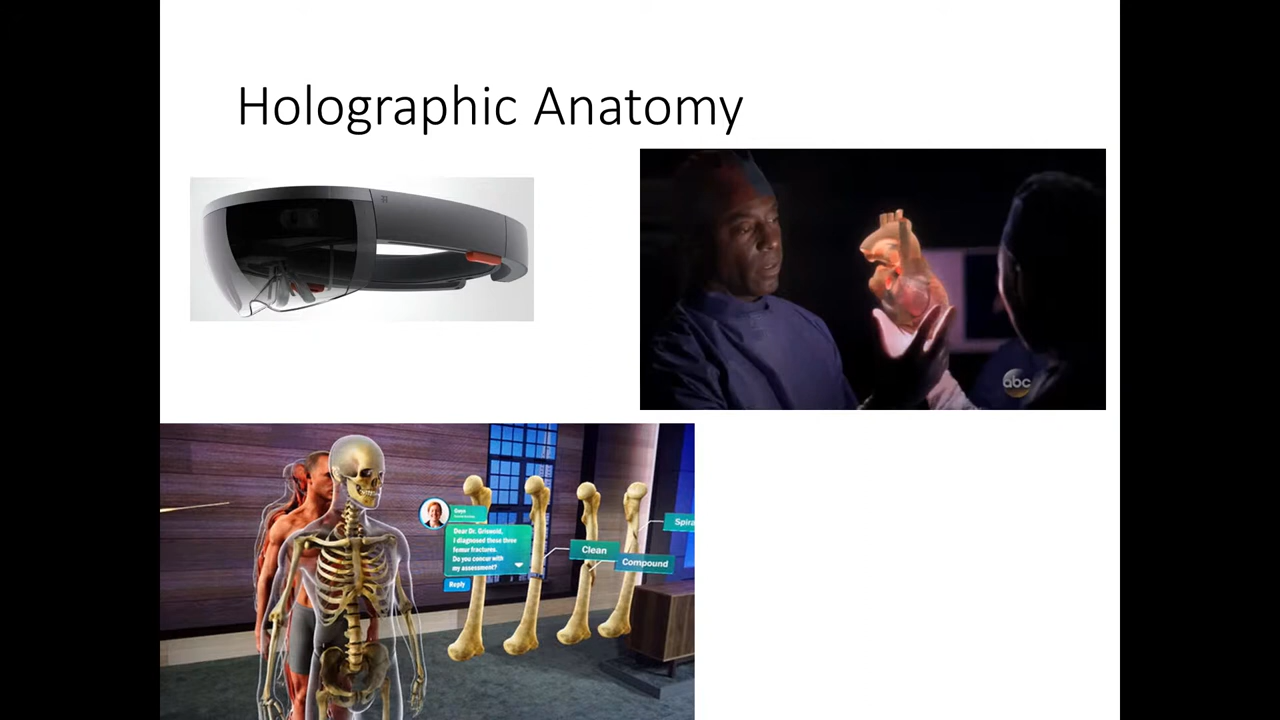 Holographic Anatomy
abc
Dear Dr. Griswold,
I diagnosed these three
femur fractures.
Do you concur with
my assessment?
Reply
Clean
Compound
Spira